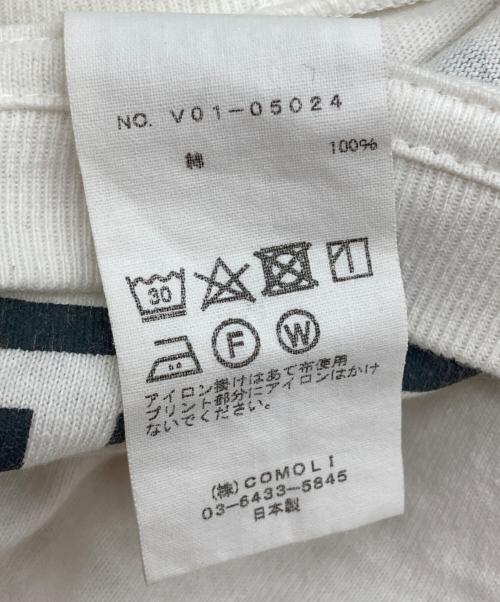 NO. V01-05024
綿 100%
30
F W
アイロン掛けはあて布使用
プリント部分にアイロンはかけ
ないでください。
(株)COMOLI
03-6433-5845
日本製